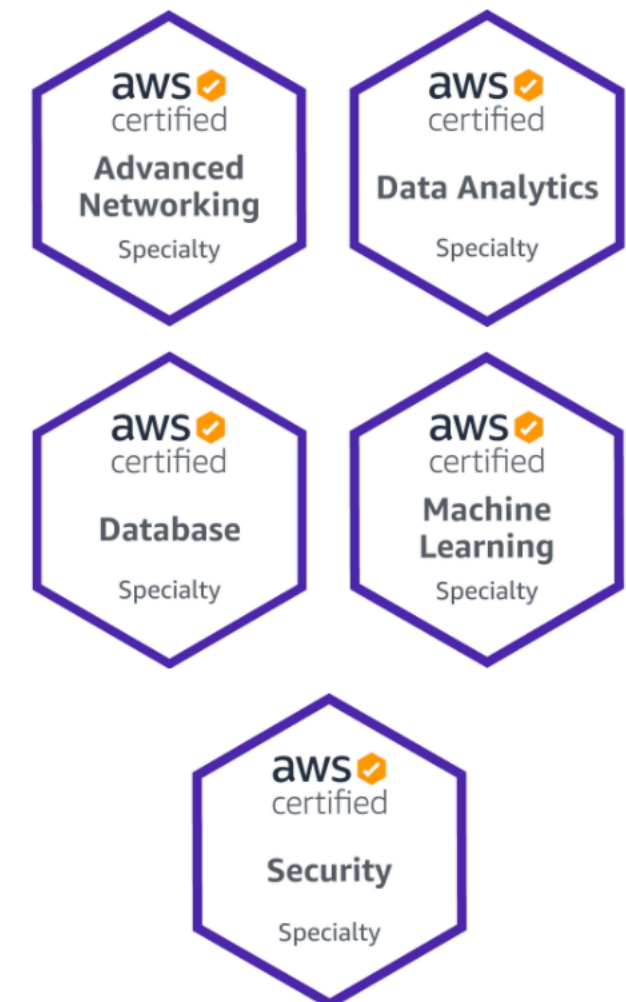 aws
certified
Advanced
Networking
Specialty
aws
certified
Data Analytics
Specialty
aws
certified
Database
Specialty
aws
certified
Machine
Learning
Specialty
aws
certified
Security
Specialty